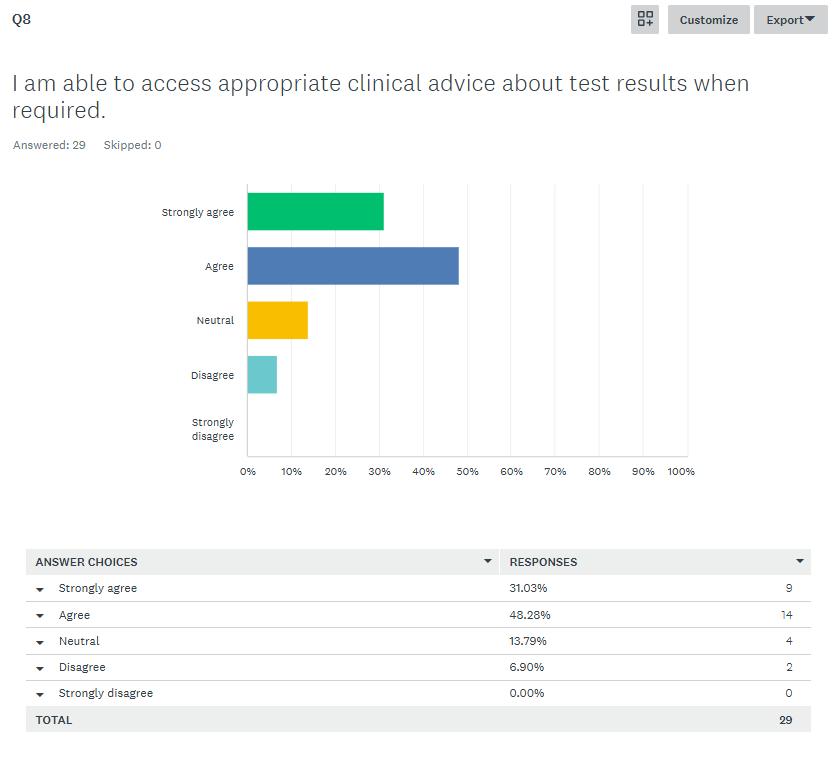 Q8
Customize
Export
I am able to access appropriate clinical advice about test results when
required.
Answered: 29 Skipped: 0
Strongly agree
Agree
Neutral
Disagree
Strongly
disagree
0% 10% 20% 30% 40% 50% 60% 70% 80% 90% 100%
ANSWER CHOICES RESPONSES
Strongly agree 31.03% 9
Agree 48.28% 14
Neutral 13.79% 4
Disagree 6.90% 2
Strongly disagree 0.00% 0
TOTAL 29